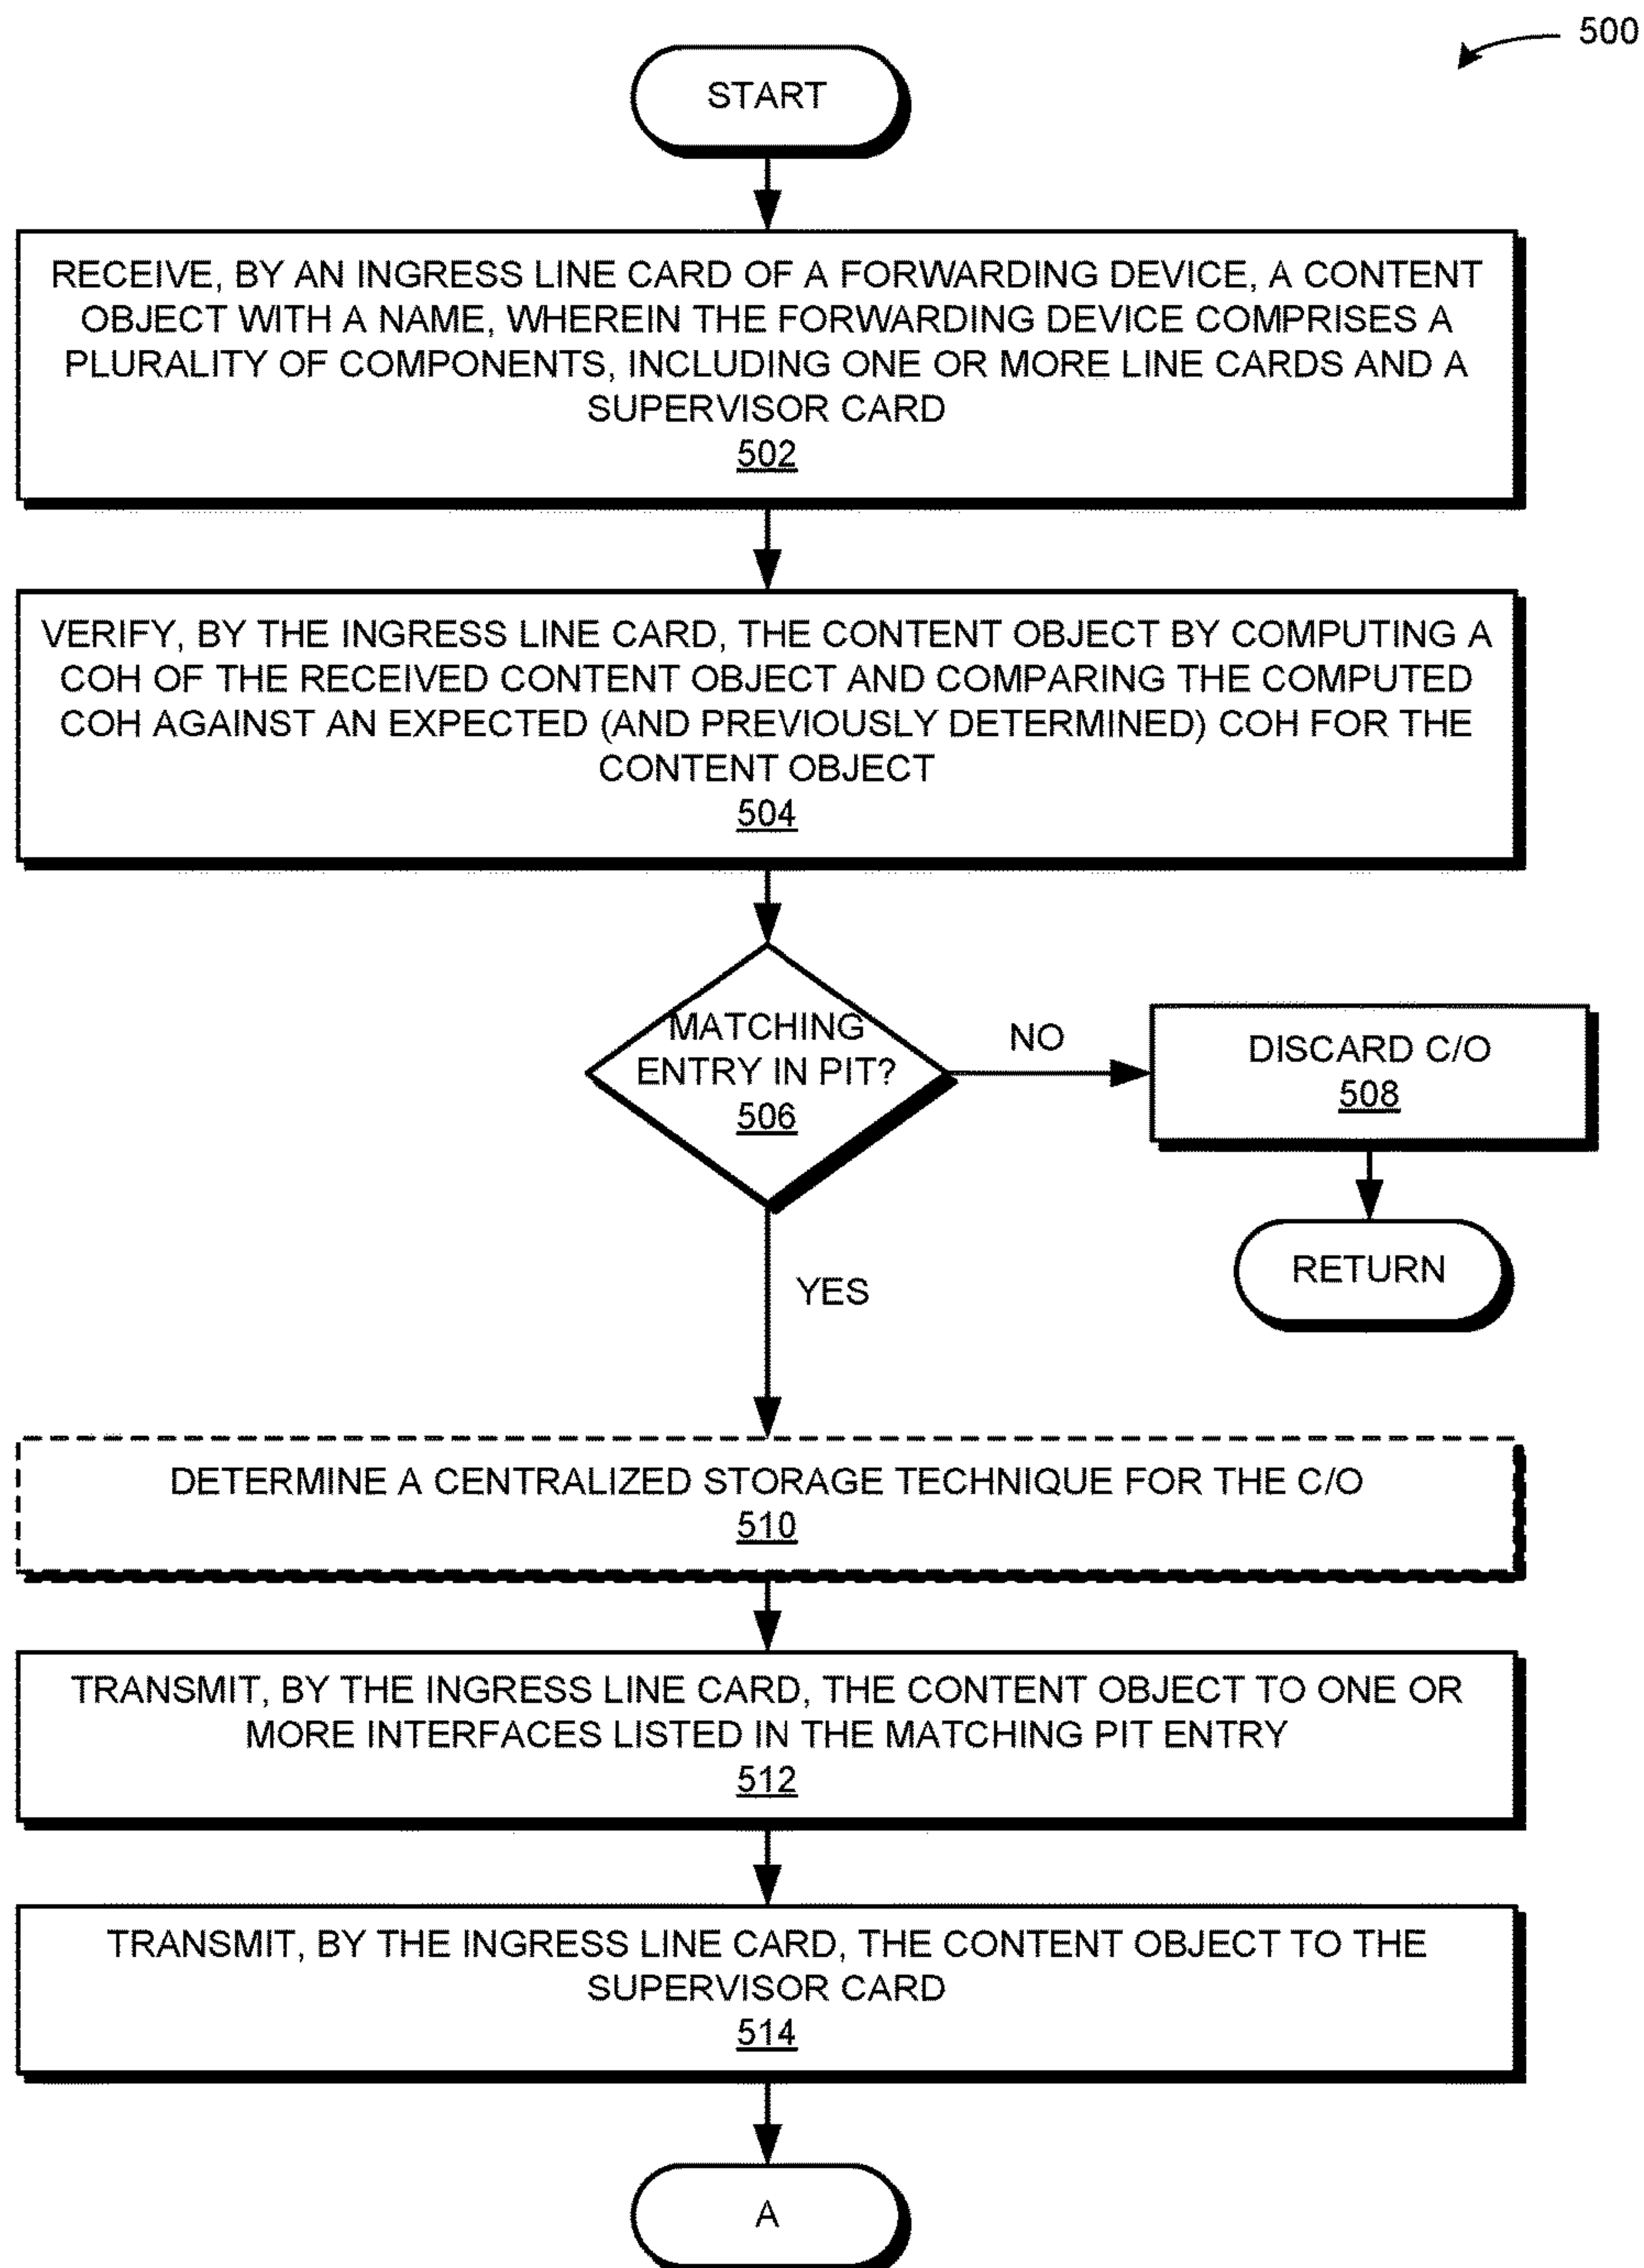 500
START
RECEIVE, BY AN INGRESS LINE CARD OF A FORWARDING DEVICE, A CONTENT
OBJECT WITH A NAME, WHEREIN THE FORWARDING DEVICE COMPRISES A
PLURALITY OF COMPONENTS, INCLUDING ONE OR MORE LINE CARDS AND A
SUPERVISOR CARD
502
VERIFY, BY THE INGRESS LINE CARD, THE CONTENT OBJECT BY COMPUTING A
COH OF THE RECEIVED CONTENT OBJECT AND COMPARING THE COMPUTED
COH AGAINST AN EXPECTED (AND PREVIOUSLY DETERMINED) COH FOR THE
CONTENT OBJECT
504
MATCHING
ENTRY IN PIT?
506
NO
DISCARD C/O
508
RETURN
YES
DETERMINE A CENTRALIZED STORAGE TECHNIQUE FOR THE C/O
510
TRANSMIT, BY THE INGRESS LINE CARD, THE CONTENT OBJECT TO ONE OR
MORE INTERFACES LISTED IN THE MATCHING PIT ENTRY
512
TRANSMIT, BY THE INGRESS LINE CARD, THE CONTENT OBJECT TO THE
SUPERVISOR CARD
514
A